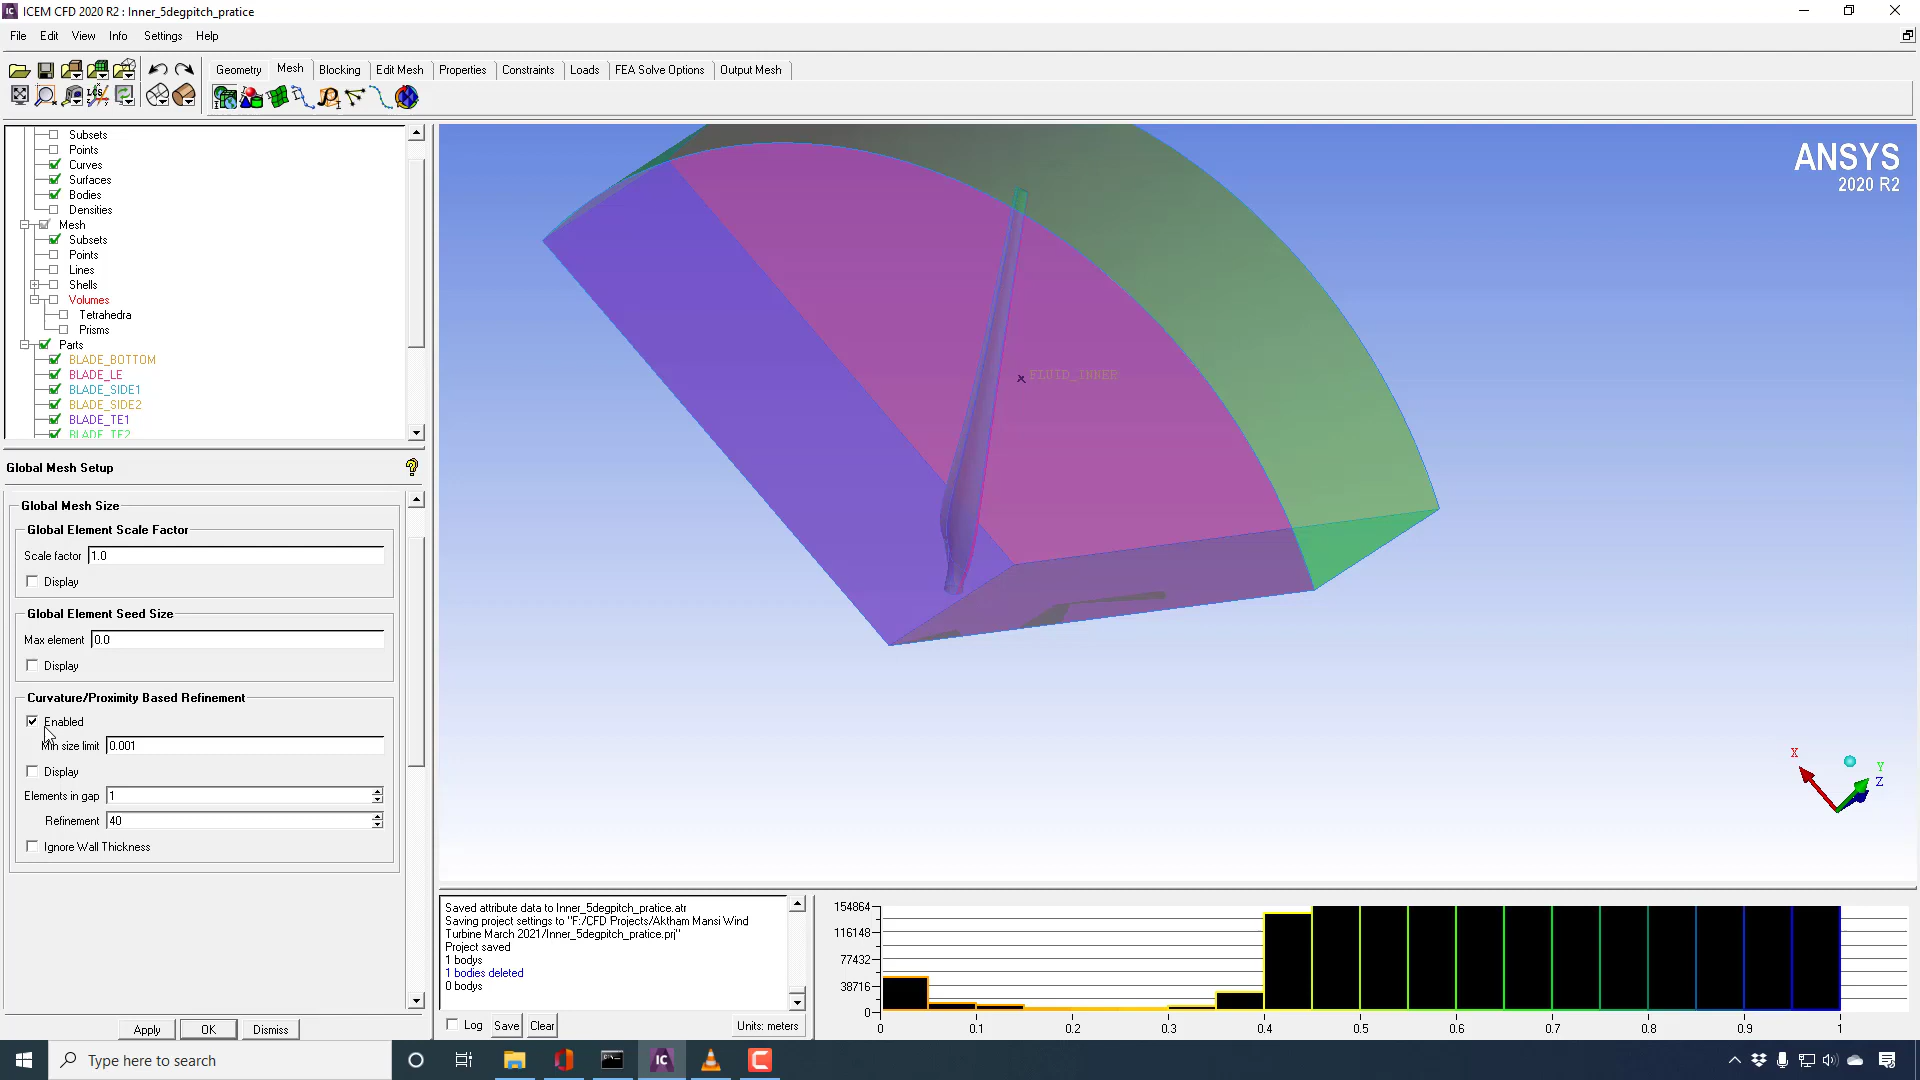 ICEM CFD 2020 R2 : Inner_5degpitch_pratice
File Edit View Info Settings Help
Geometry Mesh Blocking Edit Mesh Properties Constraints Loads FEA Solve Options Output Mesh
LCS
Subsets
Points
Curves
Surfaces
Bodies
Densities
Mesh
Subsets
Points
Lines
Shells
Volumes
Tetrahedra
Prisms
Parts
BLADE_BOTTOM
BLADE_LE
BLADE_SIDE1
BLADE_SIDE2
BLADE_TE1
BLADE_TE2
Global Mesh Setup
Global Mesh Size
Global Element Scale Factor
Scale factor 1.0
Display
Global Element Seed Size
Max element 0.0
Display
Curvature/Proximity Based Refinement
Enabled
Min size limit 0.001
Display
Elements in gap 1
Refinement 40
Ignore Wall Thickness
Apply OK Dismiss
ANSYS
2020 R2
FLUID_INNER
X
Y
Z
Saved attribute data to Inner_5degpitch_pratice.atr
Saving project settings to "F:/CFD Projects/Aktham Mansi Wind
Turbine March 2021/Inner_5degpitch_pratice.prj"
Project saved
1 bodys
1 bodies deleted
0 bodys
Log Save Clear Units: meters
154864
116148
77432
38716
0
0 0.1 0.2 0.3 0.4 0.5 0.6 0.7 0.8 0.9 1
Type here to search
IC